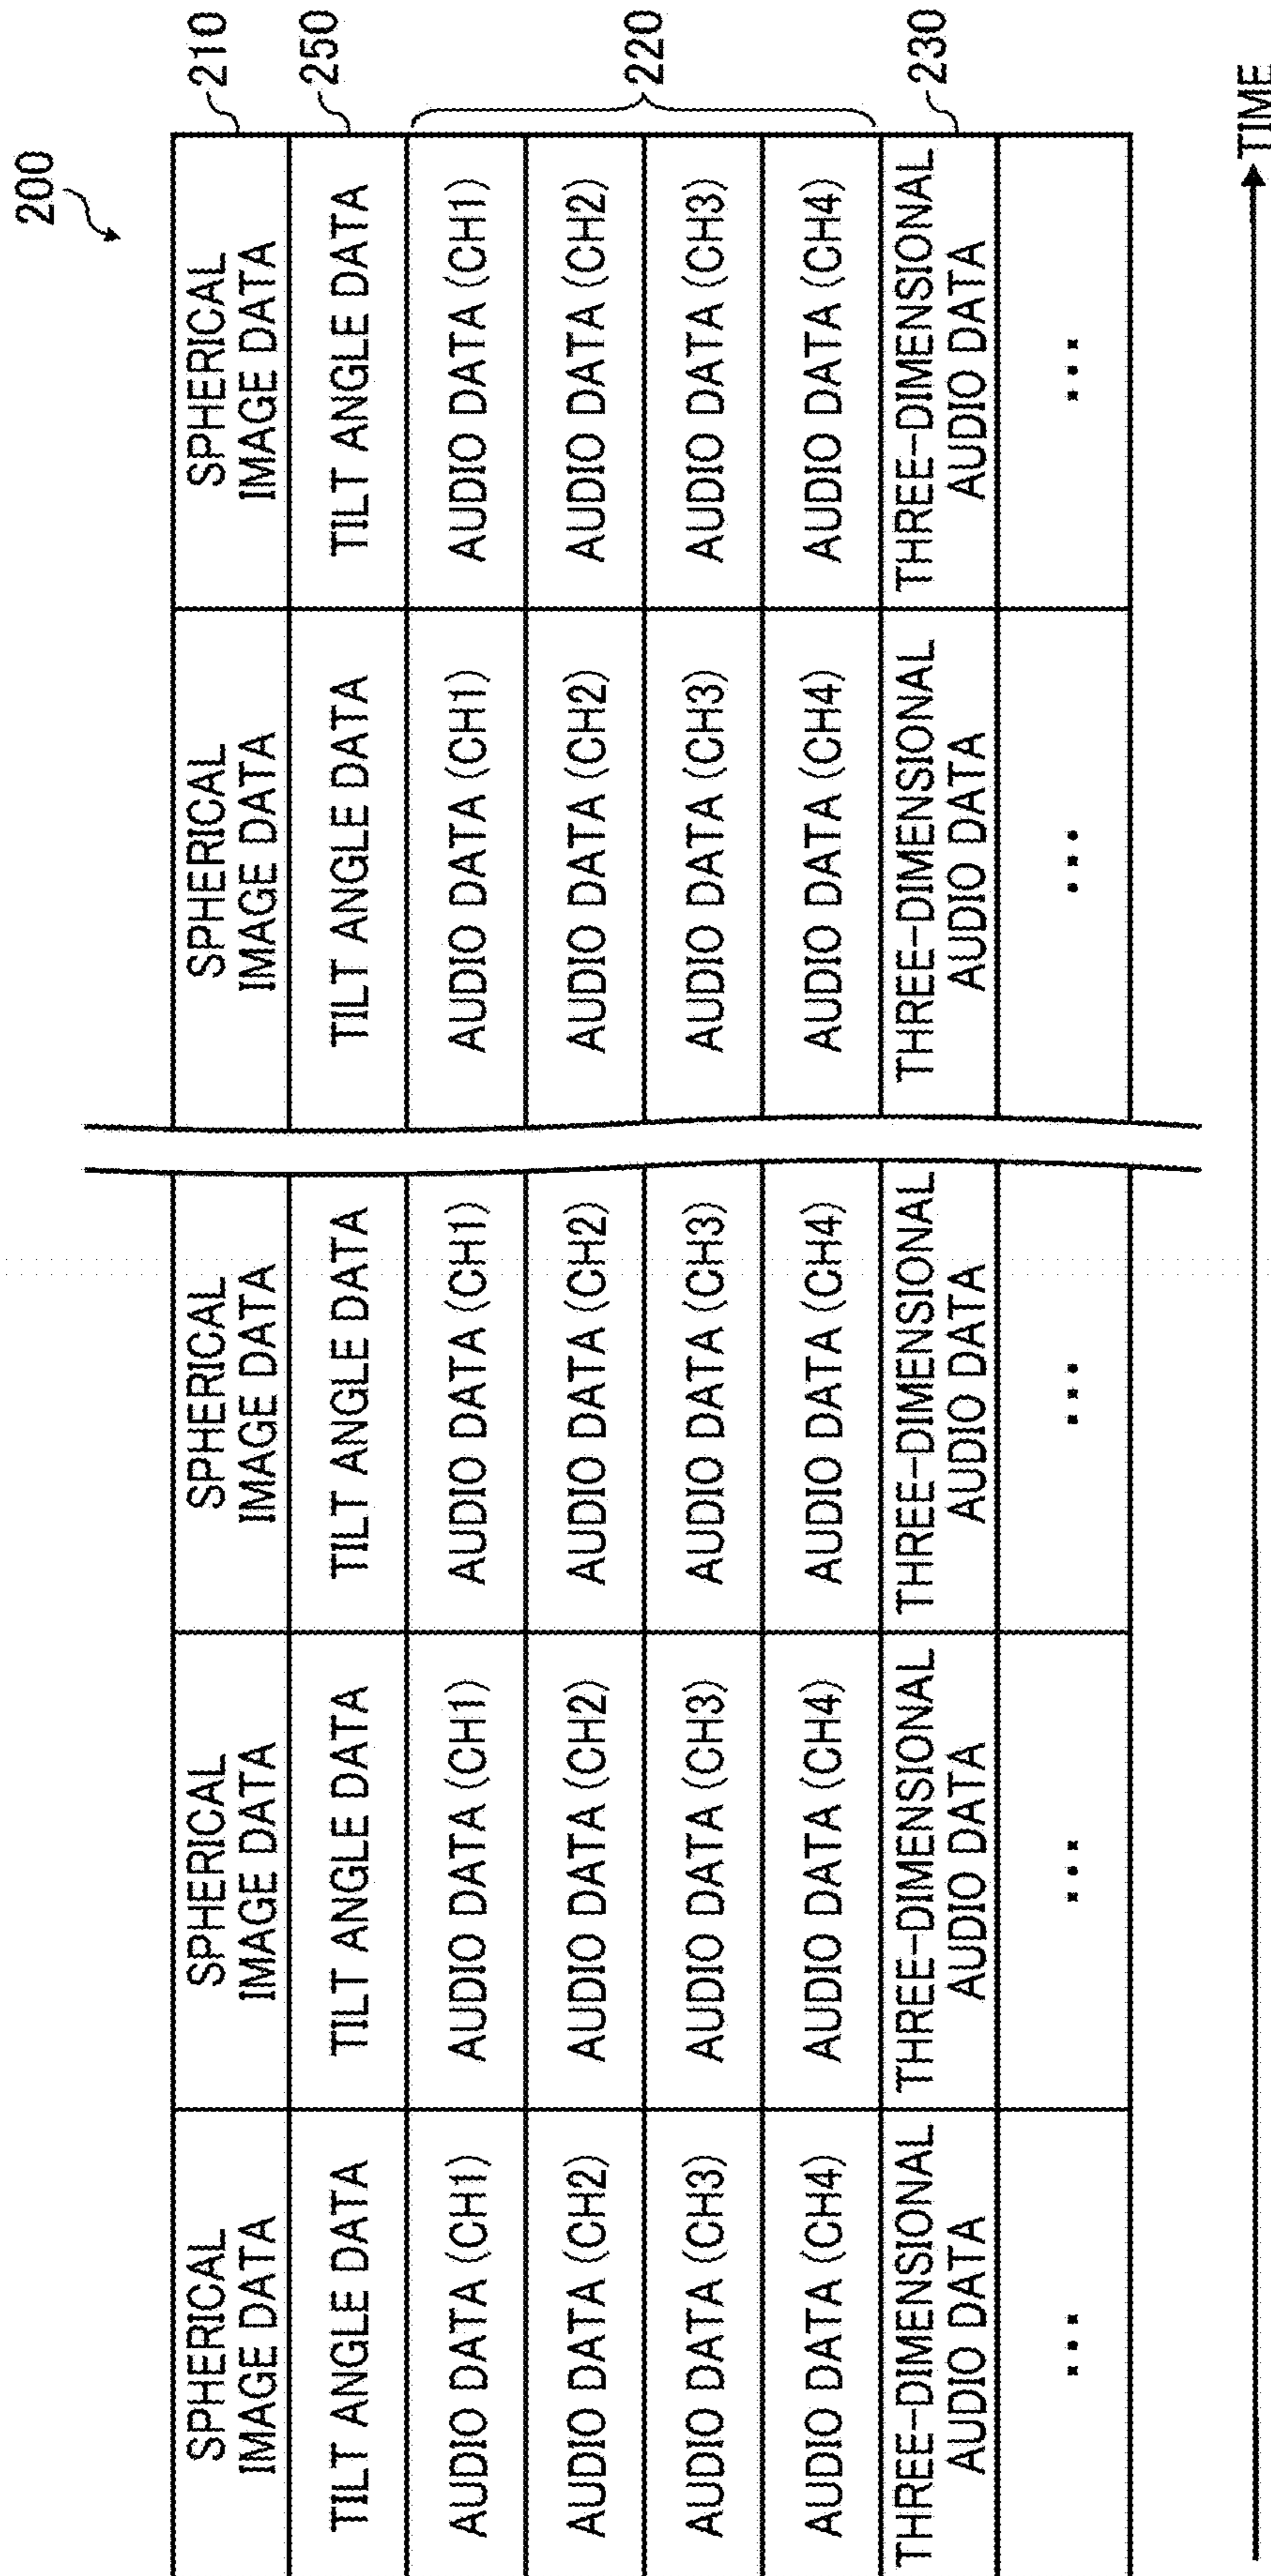 200
SPHERICAL IMAGE DATA SPHERICAL IMAGE DATA SPHERICAL IMAGE DATA SPHERICAL IMAGE DATA SPHERICAL IMAGE DATA 210
TILT ANGLE DATA TILT ANGLE DATA TILT ANGLE DATA TILT ANGLE DATA TILT ANGLE DATA 250
AUDIO DATA (CH1) AUDIO DATA (CH1) AUDIO DATA (CH1) AUDIO DATA (CH1) AUDIO DATA (CH1)
AUDIO DATA (CH2) AUDIO DATA (CH2) AUDIO DATA (CH2) AUDIO DATA (CH2) AUDIO DATA (CH2)
220
AUDIO DATA (CH3) AUDIO DATA (CH3) AUDIO DATA (CH3) AUDIO DATA (CH3) AUDIO DATA (CH3)
AUDIO DATA (CH4) AUDIO DATA (CH4) AUDIO DATA (CH4) AUDIO DATA (CH4) AUDIO DATA (CH4)
THREE-DIMENSIONAL AUDIO DATA THREE-DIMENSIONAL AUDIO DATA THREE-DIMENSIONAL AUDIO DATA THREE-DIMENSIONAL AUDIO DATA THREE-DIMENSIONAL AUDIO DATA 230
... ... ... ... ...
TIME